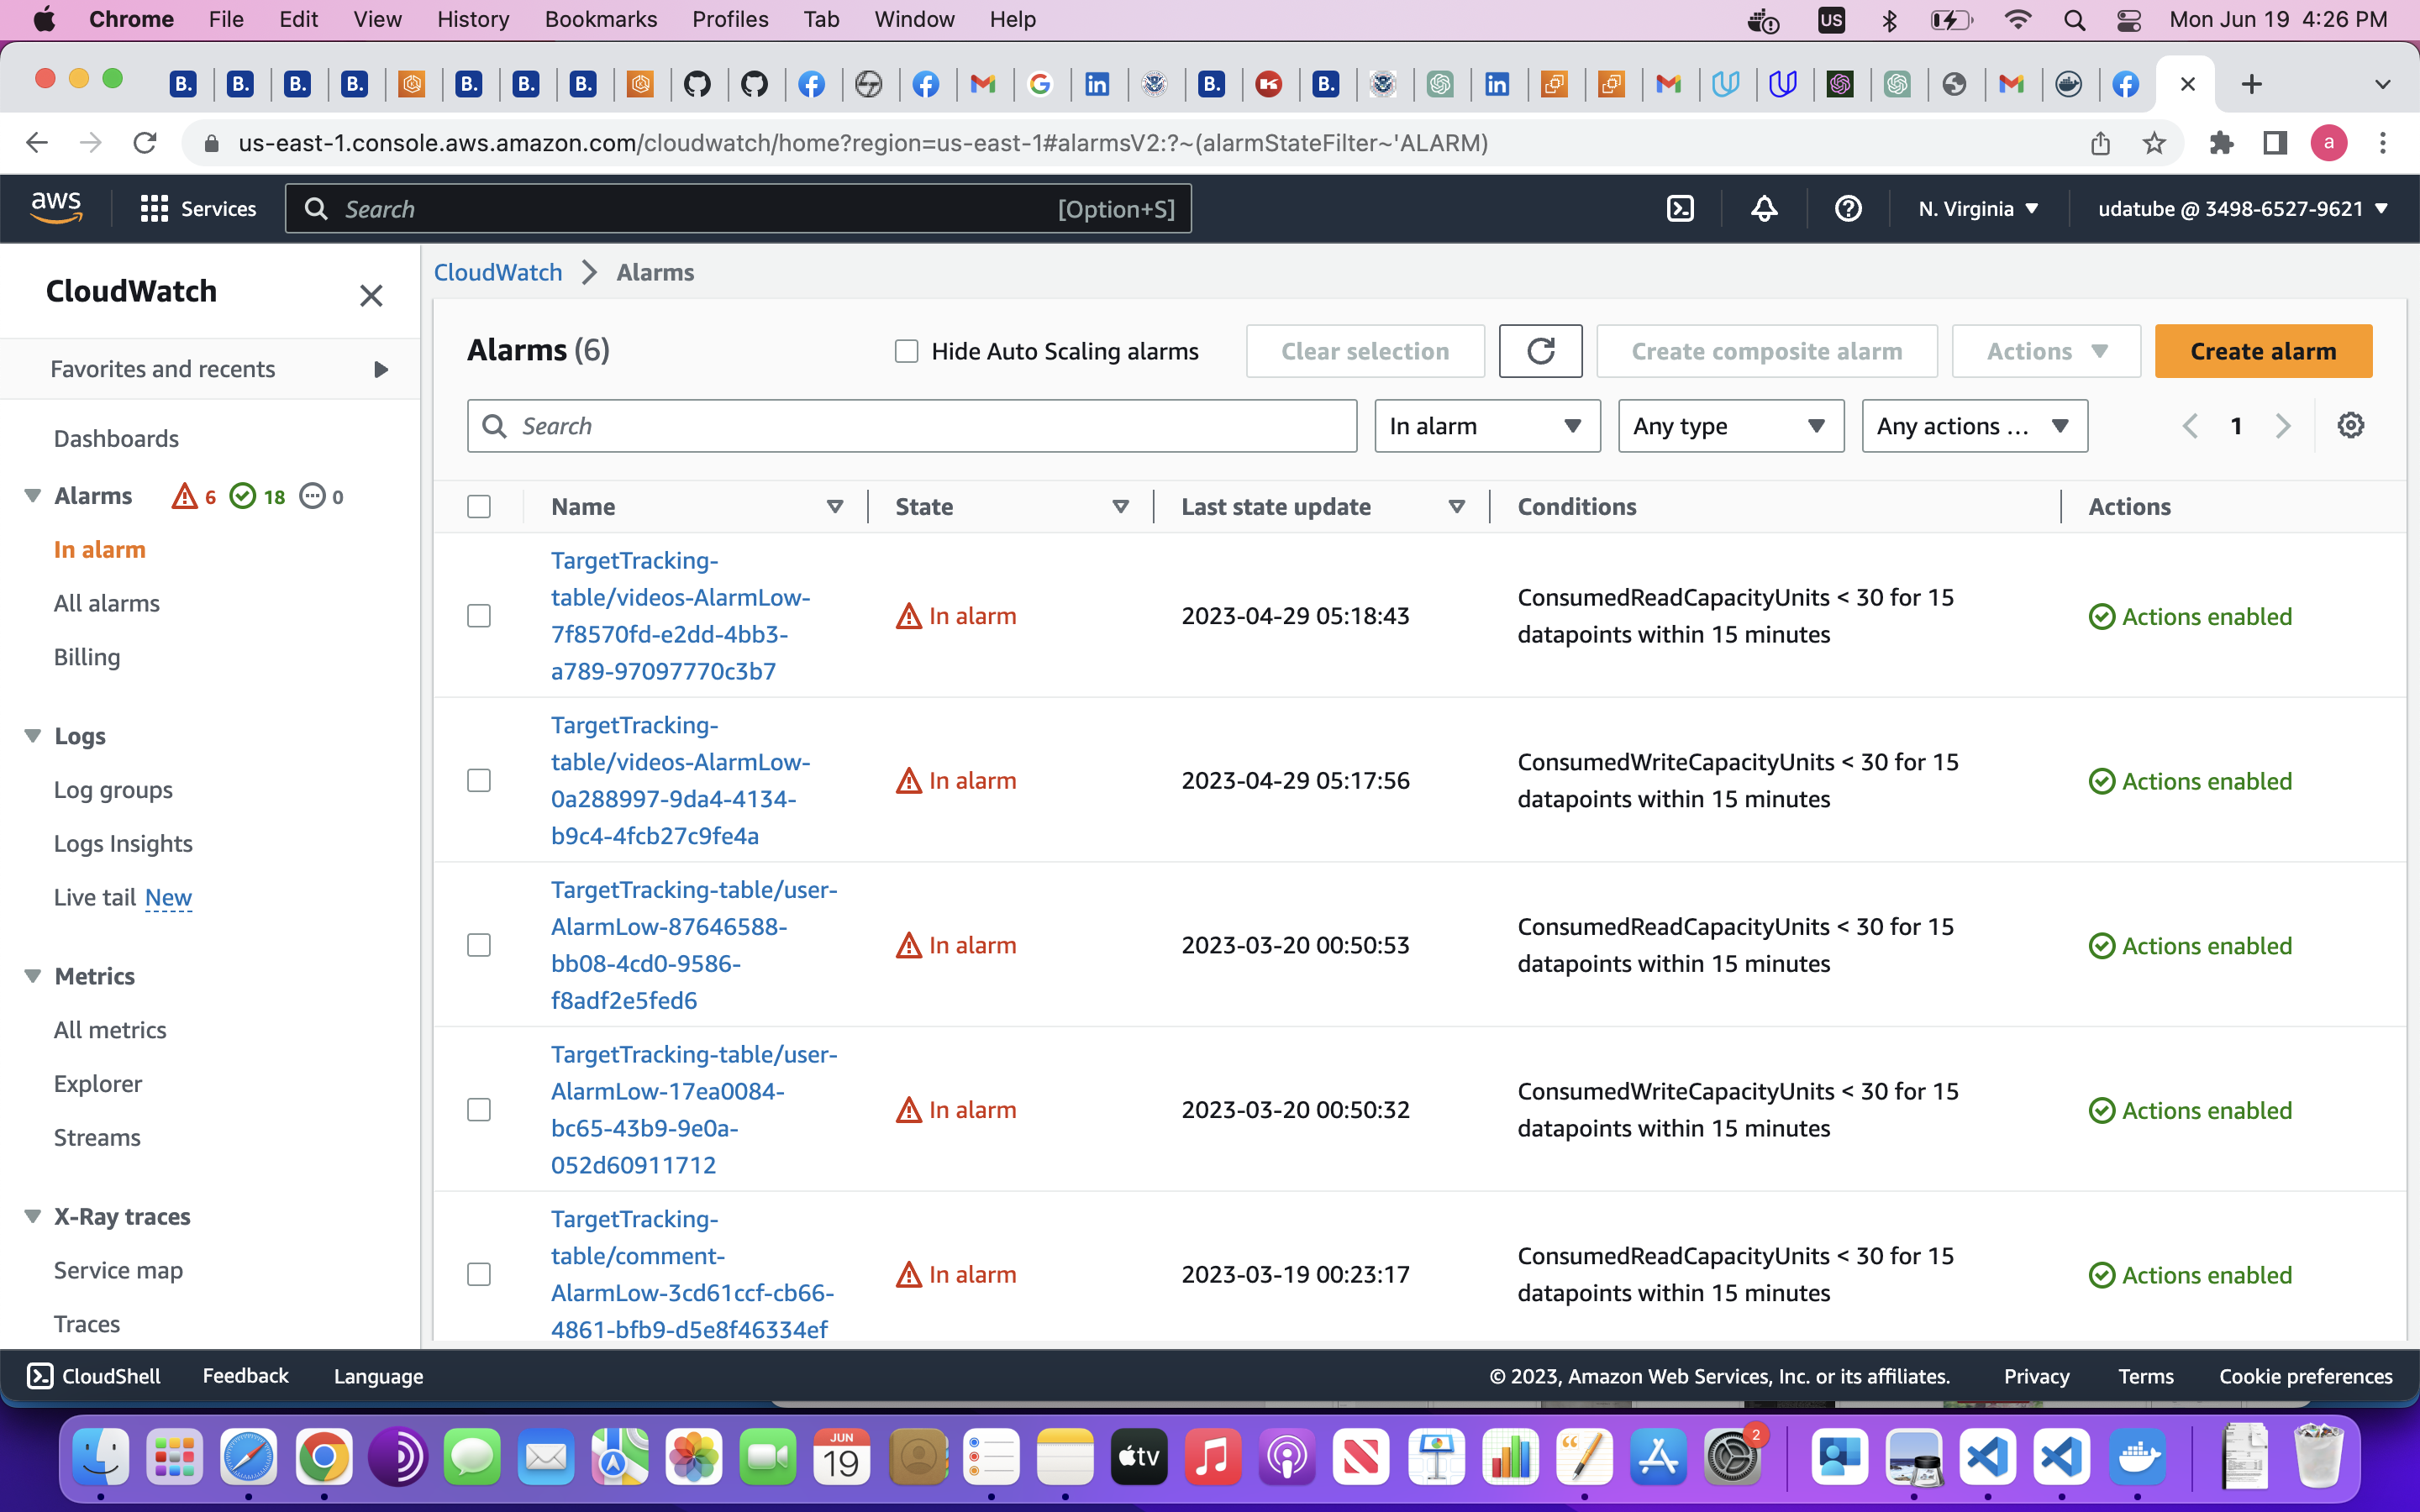 Chrome File Edit View History Bookmarks Profiles Tab Window Help US Mon Jun 19 4:26 PM
B. B. B. B. B. B. B. B. B.
us-east-1.console.aws.amazon.com/cloudwatch/home?region=us-east-1#alarmsV2:?~(alarmStateFilter~'ALARM) a
aws Services Search [Option+S] N. Virginia udatube @ 3498-6527-9621
CloudWatch
Favorites and recents
Dashboards
Alarms 6 18 0
In alarm
All alarms
Billing
Logs
Log groups
Logs Insights
Live tail New
Metrics
All metrics
Explorer
Streams
X-Ray traces
Service map
Traces
CloudWatch Alarms
Alarms (6) Hide Auto Scaling alarms Clear selection Create composite alarm Actions Create alarm
Search In alarm Any type Any actions ... 1
Name State Last state update Conditions Actions
TargetTracking-
table/videos-AlarmLow-
7f8570fd-e2dd-4bb3-
a789-97097770c3b7
In alarm
2023-04-29 05:18:43
ConsumedReadCapacityUnits < 30 for 15
datapoints within 15 minutes
Actions enabled
TargetTracking-
table/videos-AlarmLow-
0a288997-9da4-4134-
b9c4-4fcb27c9fe4a
In alarm
2023-04-29 05:17:56
ConsumedWriteCapacityUnits < 30 for 15
datapoints within 15 minutes
Actions enabled
TargetTracking-table/user-
AlarmLow-87646588-
bb08-4cd0-9586-
f8adf2e5fed6
In alarm
2023-03-20 00:50:53
ConsumedReadCapacityUnits < 30 for 15
datapoints within 15 minutes
Actions enabled
TargetTracking-table/user-
AlarmLow-17ea0084-
bc65-43b9-9e0a-
052d60911712
In alarm
2023-03-20 00:50:32
ConsumedWriteCapacityUnits < 30 for 15
datapoints within 15 minutes
Actions enabled
TargetTracking-
table/comment-
AlarmLow-3cd61ccf-cb66-
4861-bfb9-d5e8f46334ef
In alarm
2023-03-19 00:23:17
ConsumedReadCapacityUnits < 30 for 15
datapoints within 15 minutes
Actions enabled
CloudShell Feedback Language © 2023, Amazon Web Services, Inc. or its affiliates. Privacy Terms Cookie preferences
JUN
19
tv
2